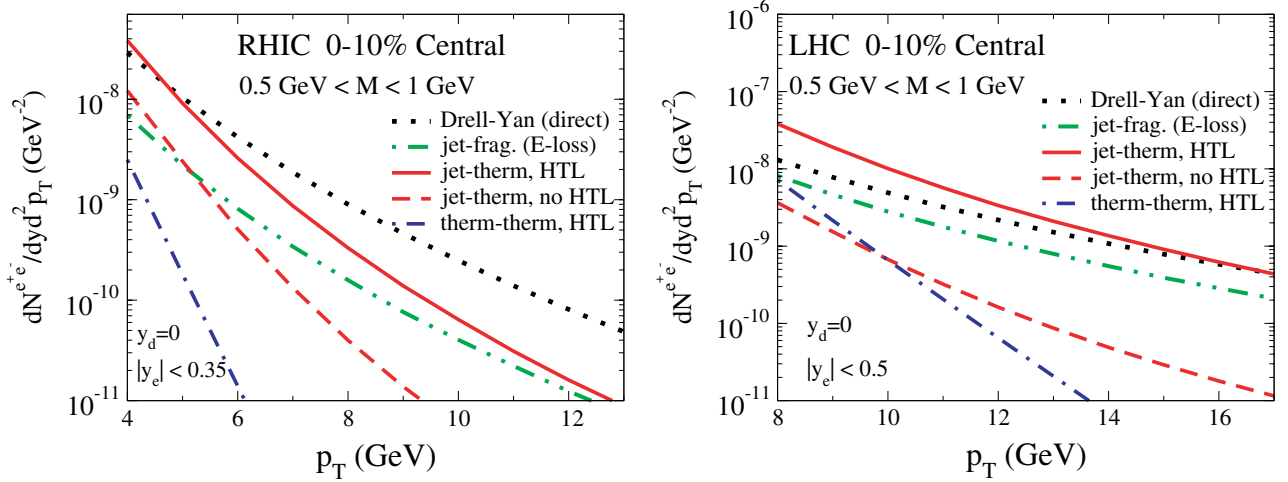 RHIC 0-10% Central
0.5 GeV < M < 1 GeV
Drell-Yan (direct)
jet-frag. (E-loss)
jet-therm, HTL
jet-therm, no HTL
therm-therm, HTL
y_d=0
|y_e| < 0.35
10^-8
10^-9
10^-10
10^-11
4 6 8 10 12
p_T (GeV)
dN^{e^+e^-}/dyd^2p_T (GeV^-2)
LHC 0-10% Central
0.5 GeV < M < 1 GeV
Drell-Yan (direct)
jet-frag. (E-loss)
jet-therm, HTL
jet-therm, no HTL
therm-therm, HTL
y_d=0
|y_e| < 0.5
10^-6
10^-7
10^-8
10^-9
10^-10
10^-11
8 10 12 14 16
p_T (GeV)
dN^{e^+e^-}/dyd^2p_T (GeV^-2)